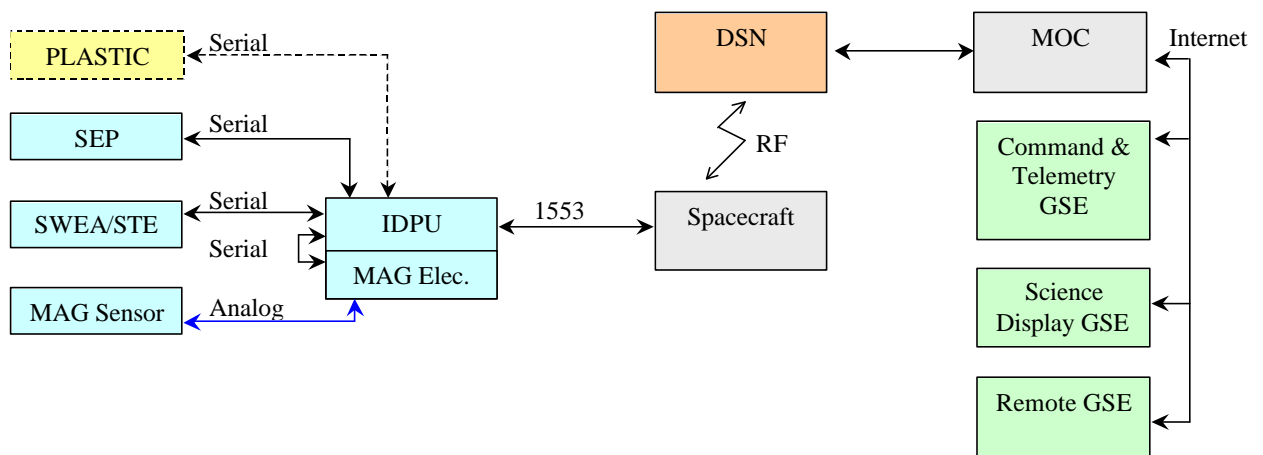 PLASTIC
Serial
DSN
MOC
Internet
SEP
Serial
RF
Command &
Telemetry
GSE
SWEA/STE
Serial
Serial
IDPU
MAG Elec.
1553
Spacecraft
MAG Sensor
Analog
Science
Display GSE
Remote GSE